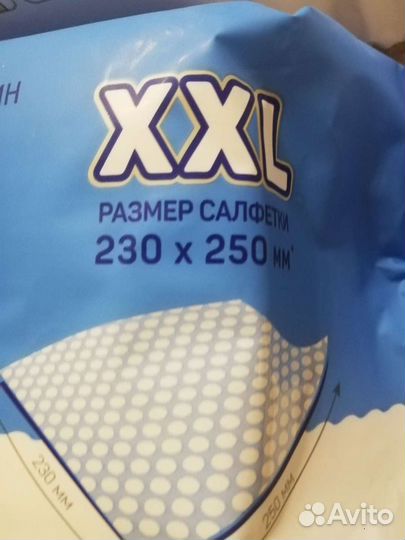 XXL
РАЗМЕР САЛФЕТКИ
230 х 250 мм*
230 мм
250 мм
Avito